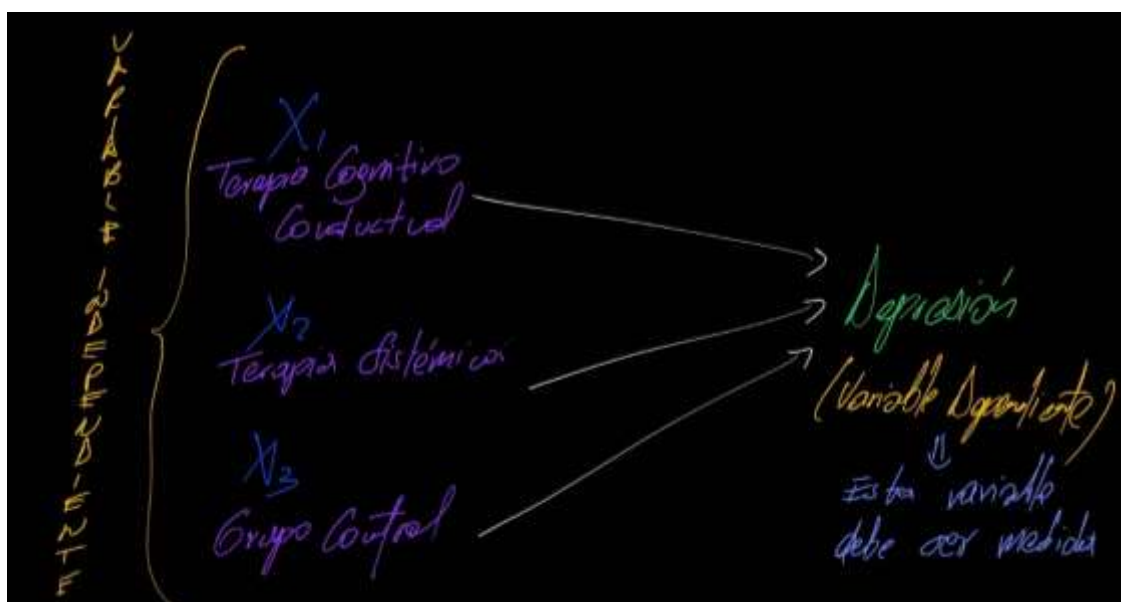 VARIABLE INDEPENDIENTE
X1
Terapia Cognitivo
Conductual
X2
Terapia Sistémica
X3
Grupo Control
Depresión
(Variable Dependiente)
⇓
Esta variable
debe ser medida